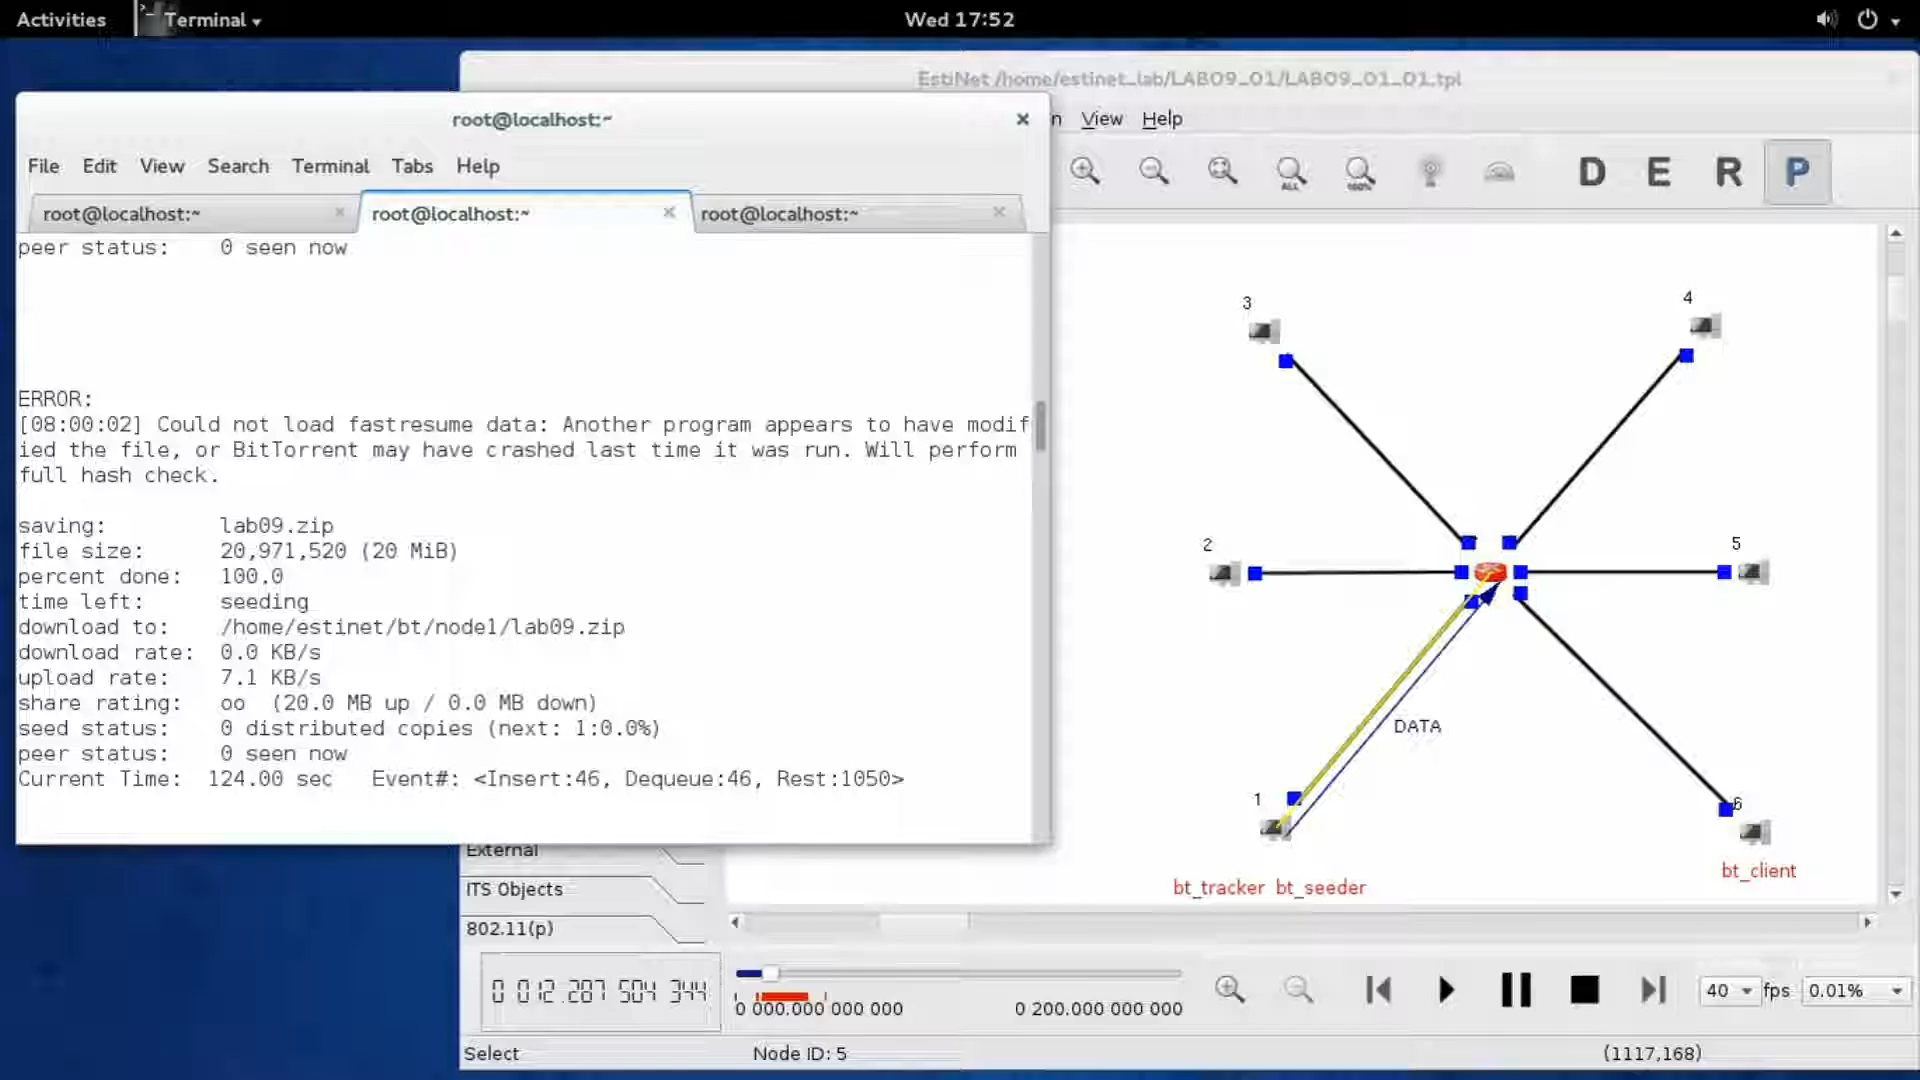 Activities
Terminal
Wed 17:52
EstiNet /home/estinet_lab/LAB09_01/LAB09_01_01.tpl
root@localhost:~
n View Help
File Edit View Search Terminal Tabs Help
ALL
100%
D E R P
root@localhost:~
root@localhost:~
root@localhost:~
peer status: 0 seen now
ERROR:
[08:00:02] Could not load fastresume data: Another program appears to have modif
ied the file, or BitTorrent may have crashed last time it was run. Will perform
full hash check.
saving: lab09.zip
file size: 20,971,520 (20 MiB)
percent done: 100.0
time left: seeding
download to: /home/estinet/bt/node1/lab09.zip
download rate: 0.0 KB/s
upload rate: 7.1 KB/s
share rating: oo (20.0 MB up / 0.0 MB down)
seed status: 0 distributed copies (next: 1:0.0%)
peer status: 0 seen now
Current Time: 124.00 sec Event#: <Insert:46, Dequeue:46, Rest:1050>
3
4
2
5
DATA
1
6
bt_client
bt_tracker bt_seeder
External
ITS Objects
802.11(p)
0 012 287 504 344
0 000.000 000 000
0 200.000 000 000
40 fps 0.01%
Select
Node ID: 5
(1117,168)